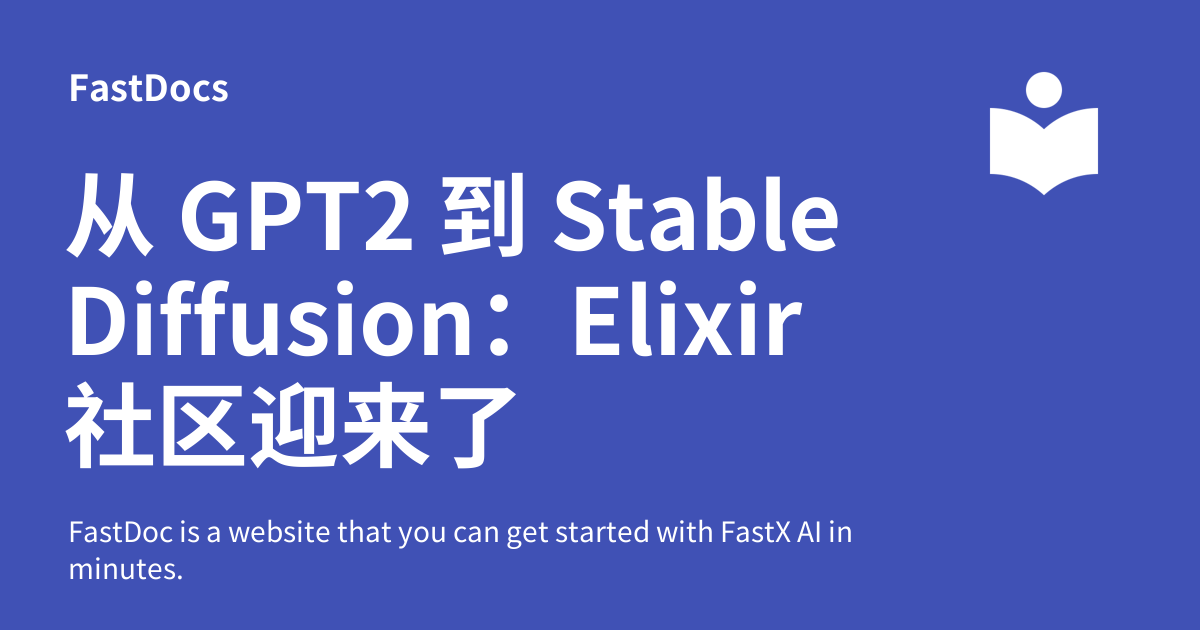 FastDocs
从 GPT2 到 Stable
Diffusion：Elixir
社区迎来了
FastDoc is a website that you can get started with FastX AI in
minutes.